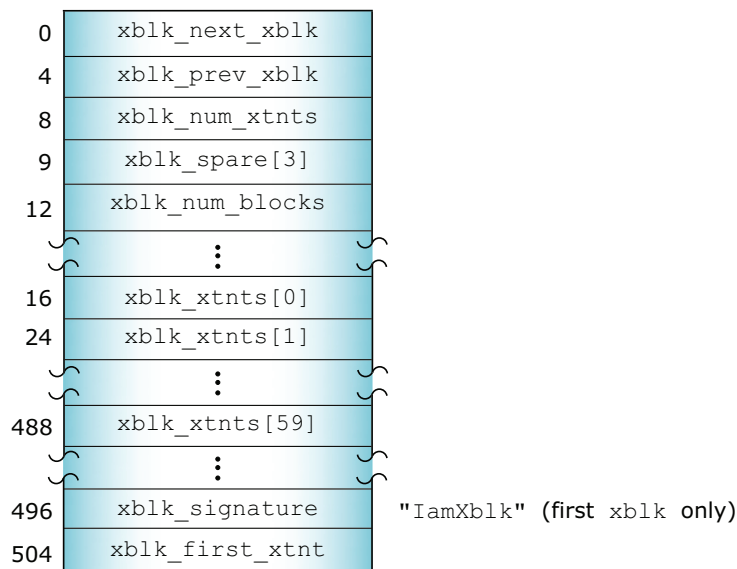 0 xblk_next_xblk
4 xblk_prev_xblk
8 xblk_num_xtnts
9 xblk_spare[3]
12 xblk_num_blocks
16 xblk_xtnts[0]
24 xblk_xtnts[1]
488 xblk_xtnts[59]
496 xblk_signature "IamXblk" (first xblk only)
504 xblk_first_xtnt